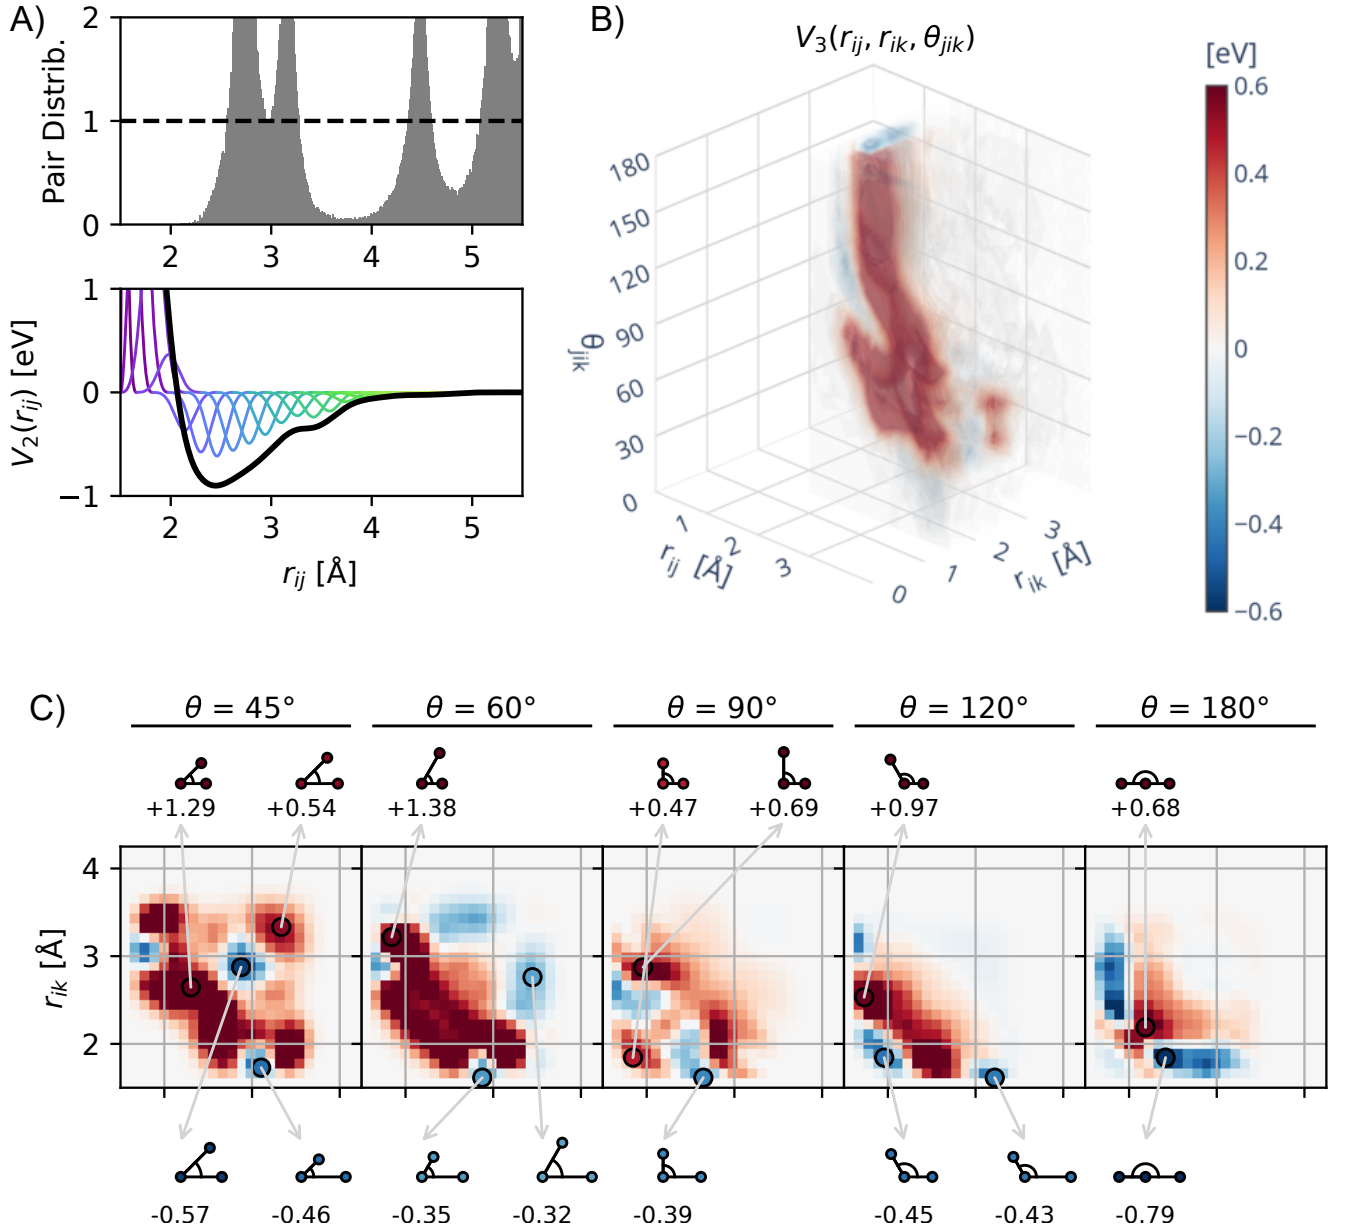 A)
Pair Distrib.
2
1
0
2 3 4 5
V₂(rᵢⱼ) [eV]
1
0
−1
2 3 4 5
rᵢⱼ [Å]
B)
V₃(rᵢⱼ, rᵢₖ, θⱼᵢₖ)
180
150
120
90
60
30
0
θⱼᵢₖ
1
2
3
rᵢⱼ [Å]
0
1
2
3
rᵢₖ [Å]
[eV]
0.6
0.4
0.2
0
−0.2
−0.4
−0.6
C)
θ = 45° θ = 60° θ = 90° θ = 120° θ = 180°
+1.29 +0.54 +1.38 +0.47 +0.69 +0.97 +0.68
rᵢₖ [Å]
4
3
2
-0.57 -0.46 -0.35 -0.32 -0.39 -0.45 -0.43 -0.79